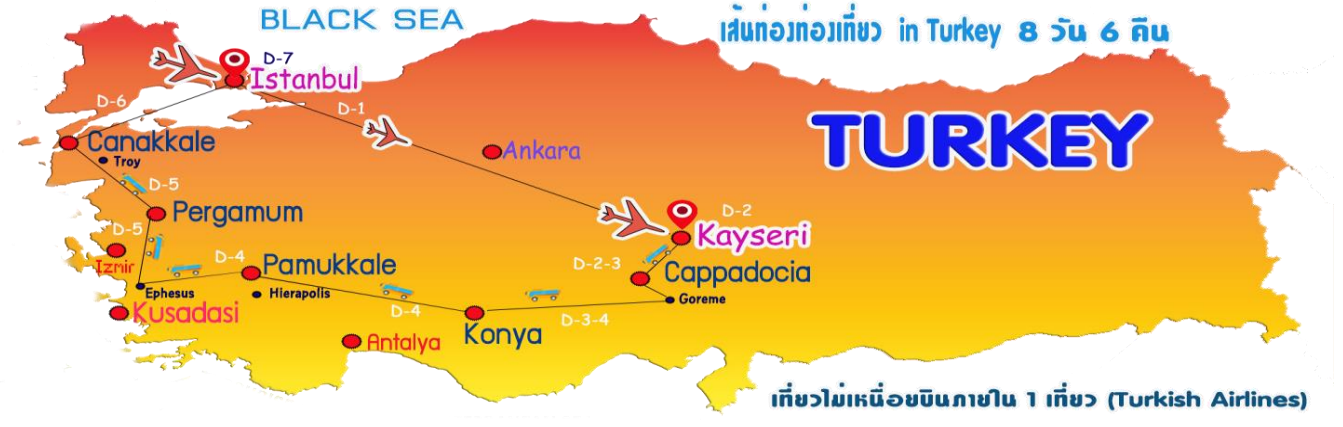 BLACK SEA
เส้นท่องท่องเที่ยว in Turkey 8 วัน 6 คืน
D-7
Istanbul
D-6
D-1
TURKEY
Canakkale
Troy
Ankara
D-5
Pergamum
D-2
Kayseri
D-5
Izmir
D-4
Pamukkale
D-2-3
Cappadocia
Ephesus
Hierapolis
Goreme
Kusadasi
D-4
Konya
D-3-4
Antalya
เที่ยวไม่เหนื่อยบินภายใน 1 เที่ยว (Turkish Airlines)